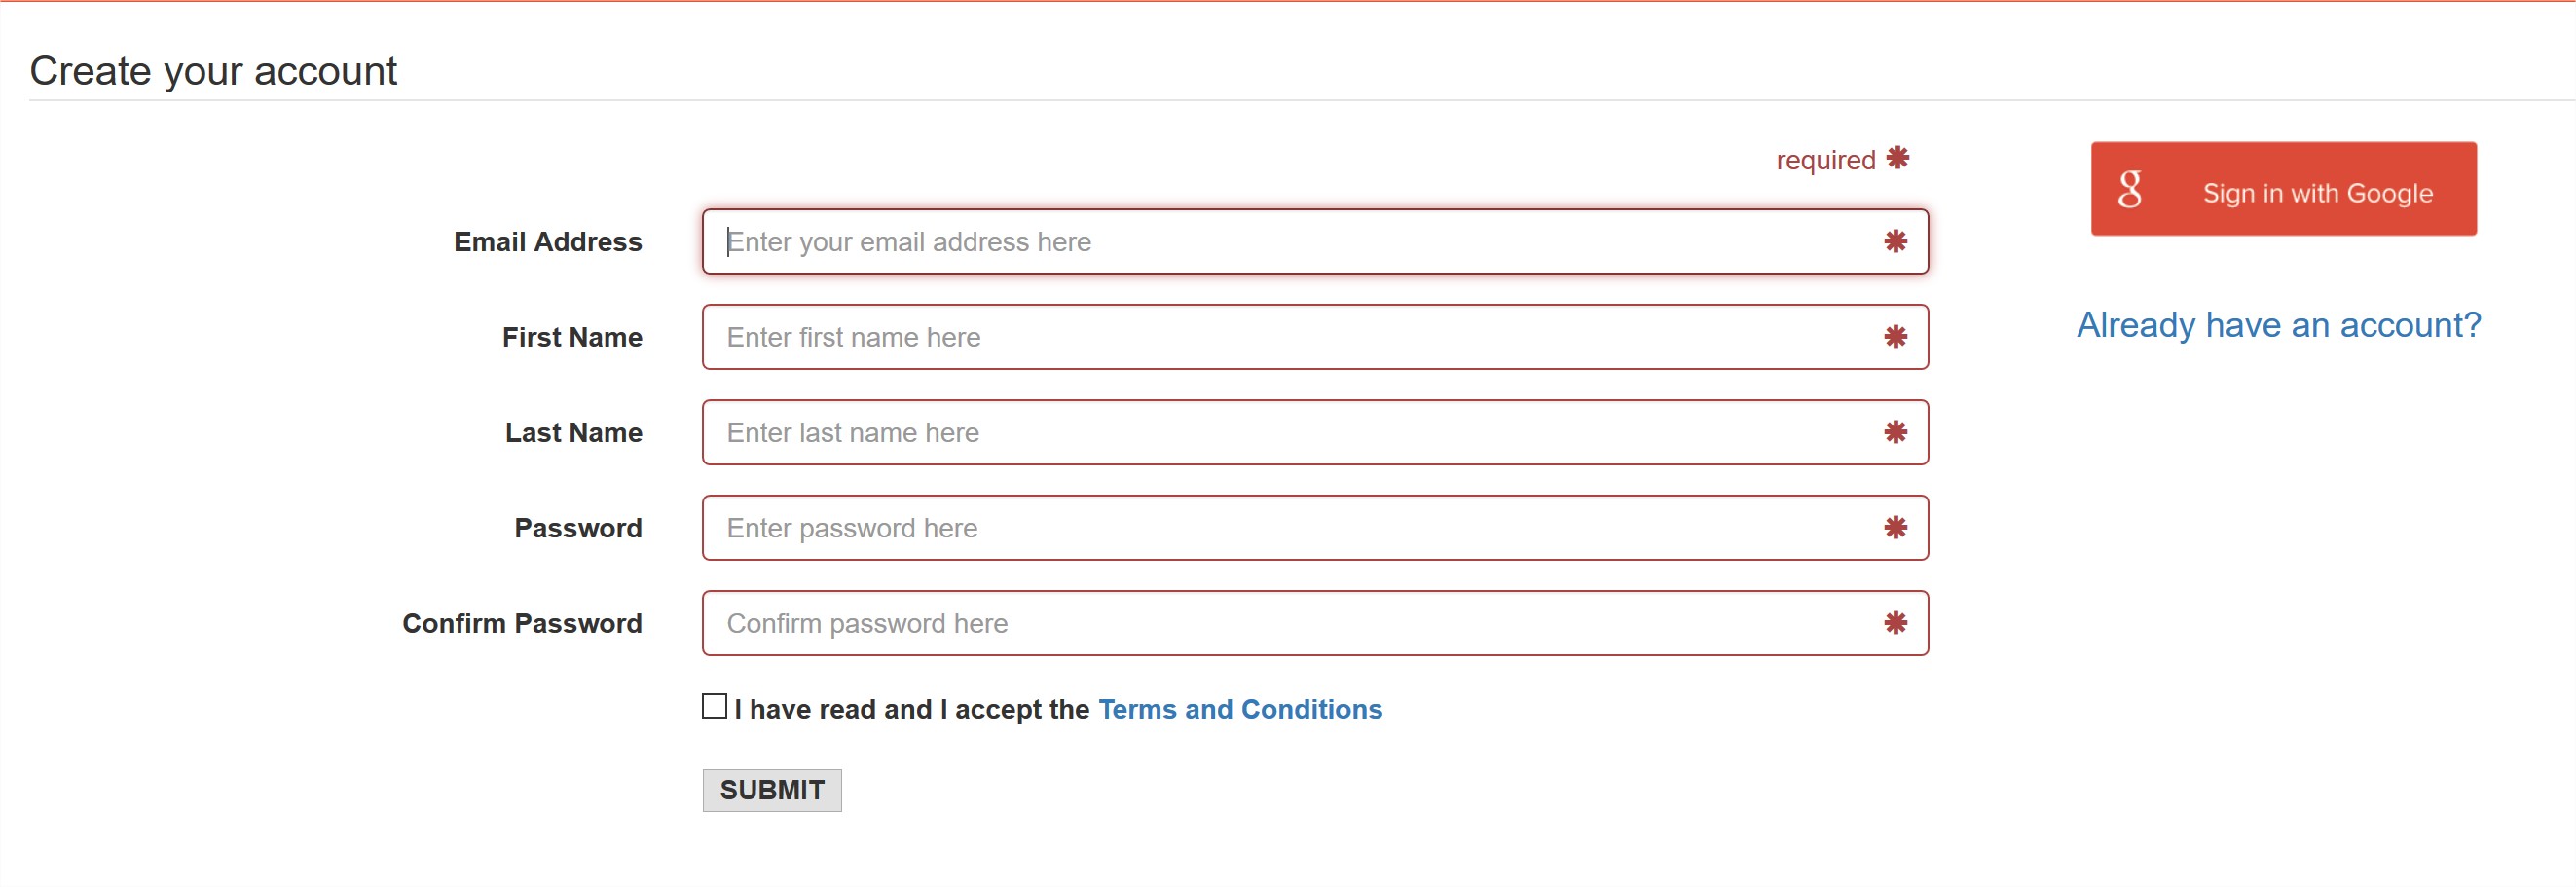 Create your account
required *
Sign in with Google
Email Address
Enter your email address here *
First Name
Enter first name here *
Already have an account?
Last Name
Enter last name here *
Password
Enter password here *
Confirm Password
Confirm password here *
I have read and I accept the Terms and Conditions
SUBMIT